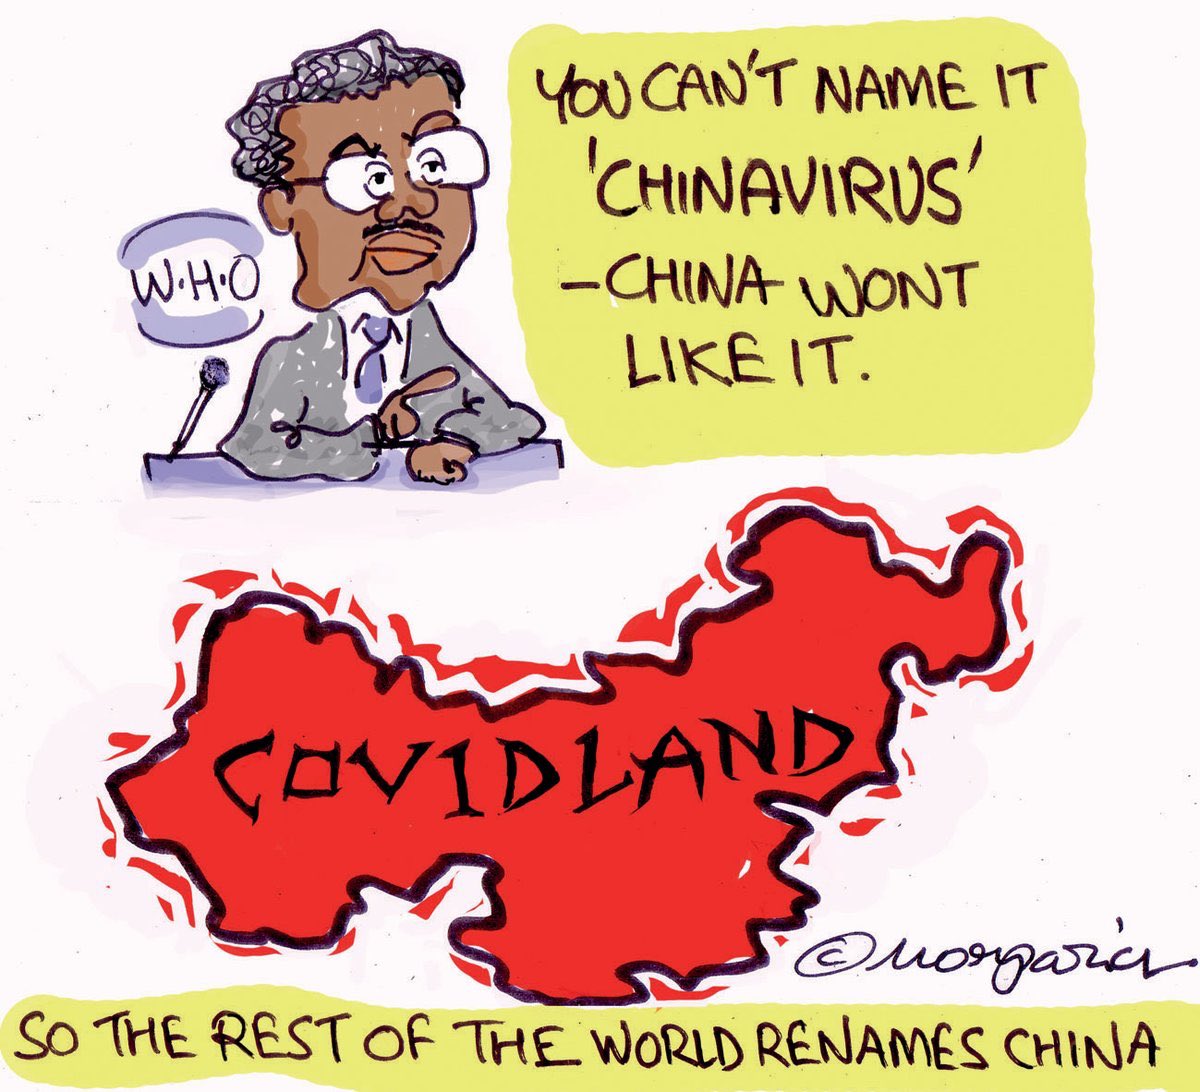 YOU CAN'T NAME IT
'CHINAVIRUS'
-CHINA WONT
LIKE IT.
W.H.O
COVIDLAND
© morparia
SO THE REST OF THE WORLD RENAMES CHINA